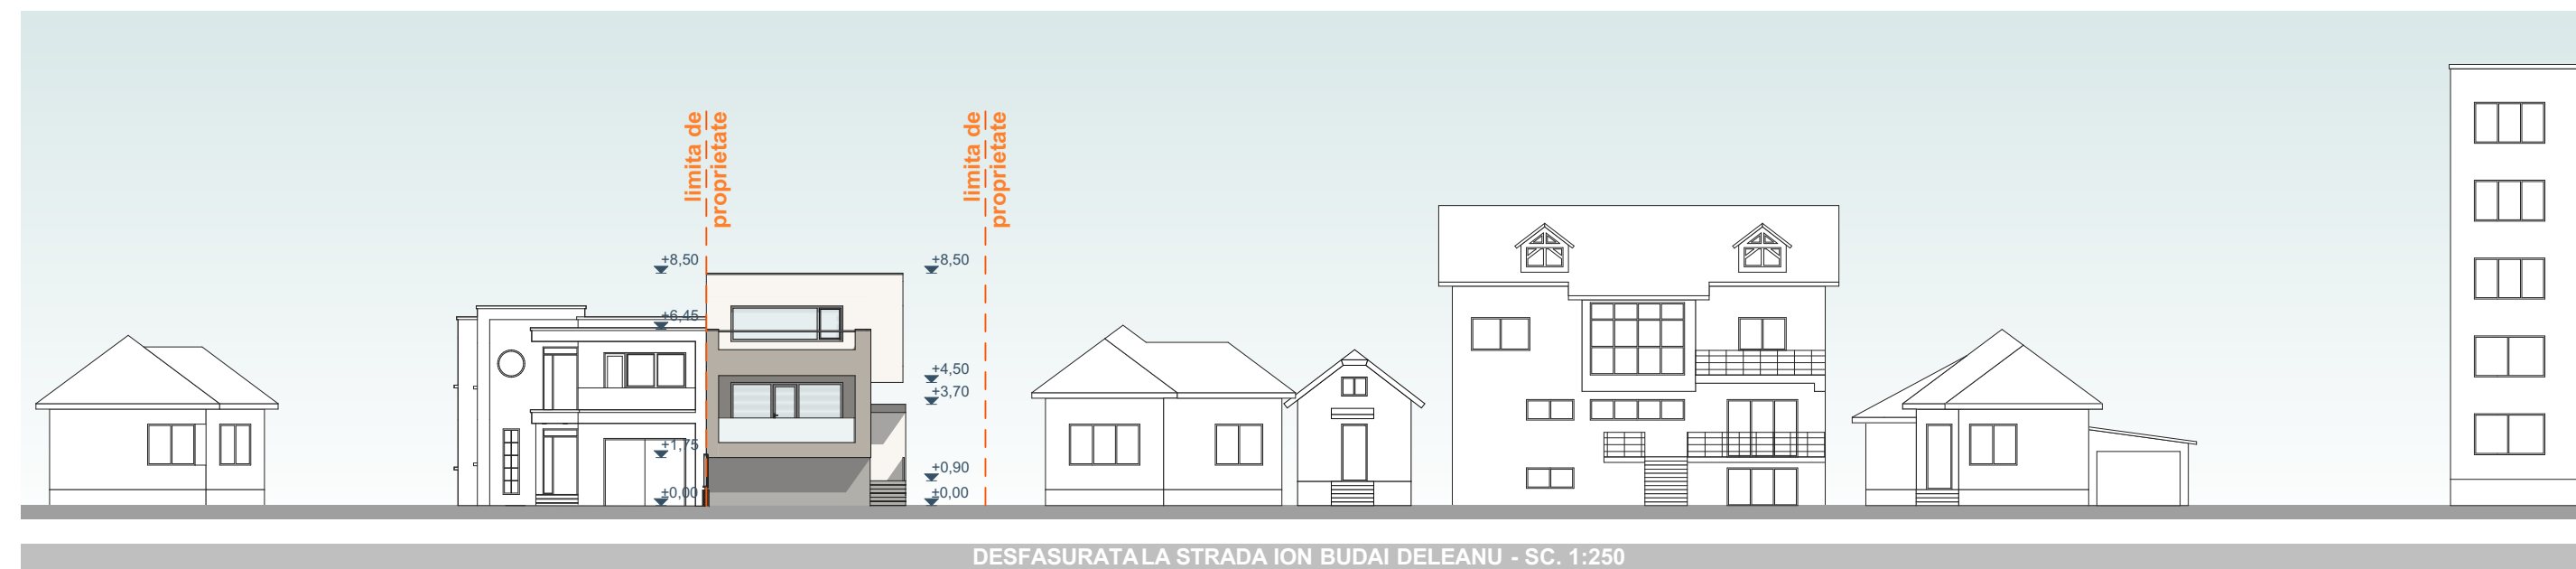 limita de
proprietate
limita de
proprietate
+8,50
+6,45
+1,75
±0,00
+8,50
+4,50
+3,70
+0,90
±0,00
DESFASURATA LA STRADA ION BUDAI DELEANU - SC. 1:250